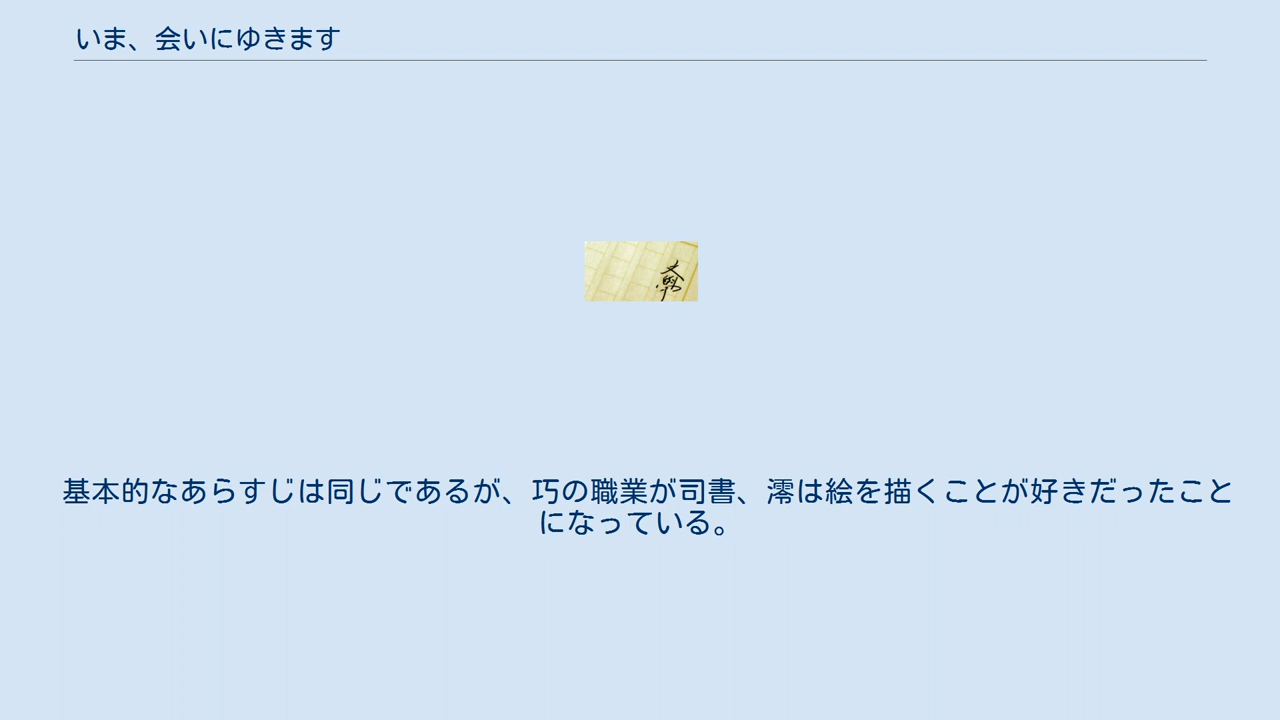 いま、会いにゆきます
基本的なあらすじは同じであるが、巧の職業が司書、澪は絵を描くことが好きだったこと
になっている。